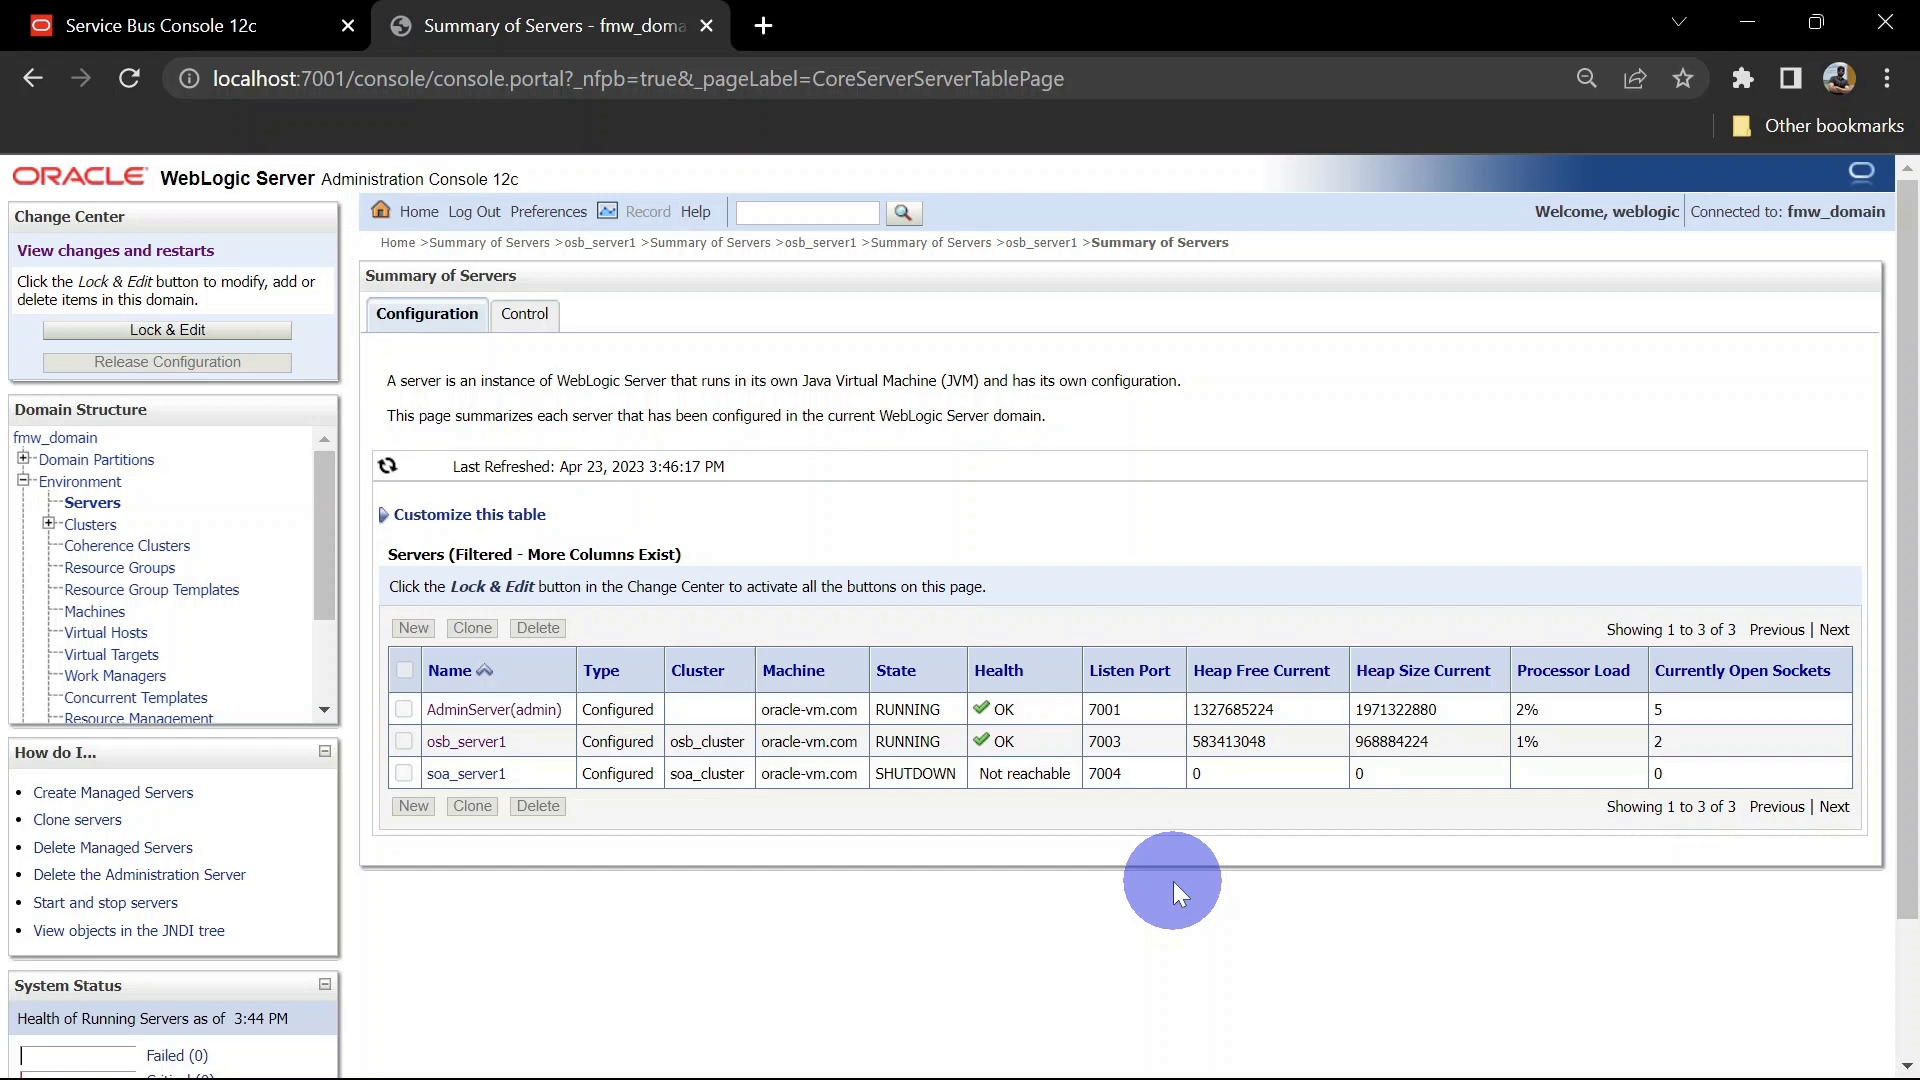 Service Bus Console 12c
Summary of Servers - fmw_doma
localhost:7001/console/console.portal?_nfpb=true&_pageLabel=CoreServerServerTablePage
Other bookmarks
ORACLE WebLogic Server Administration Console 12c
Change Center
View changes and restarts
Click the Lock & Edit button to modify, add or
delete items in this domain.
Lock & Edit
Release Configuration
Home Log Out Preferences Record Help
Welcome, weblogic Connected to: fmw_domain
Home >Summary of Servers >osb_server1 >Summary of Servers >osb_server1 >Summary of Servers >osb_server1 >Summary of Servers
Summary of Servers
Configuration Control
A server is an instance of WebLogic Server that runs in its own Java Virtual Machine (JVM) and has its own configuration.
This page summarizes each server that has been configured in the current WebLogic Server domain.
Last Refreshed: Apr 23, 2023 3:46:17 PM
Customize this table
Servers (Filtered - More Columns Exist)
Click the Lock & Edit button in the Change Center to activate all the buttons on this page.
New Clone Delete
Showing 1 to 3 of 3 Previous | Next
Name Type Cluster Machine State Health Listen Port Heap Free Current Heap Size Current Processor Load Currently Open Sockets
AdminServer(admin) Configured oracle-vm.com RUNNING OK 7001 1327685224 1971322880 2% 5
osb_server1 Configured osb_cluster oracle-vm.com RUNNING OK 7003 583413048 968884224 1% 2
soa_server1 Configured soa_cluster oracle-vm.com SHUTDOWN Not reachable 7004 0 0 0
New Clone Delete
Showing 1 to 3 of 3 Previous | Next
Domain Structure
fmw_domain
Domain Partitions
Environment
Servers
Clusters
Coherence Clusters
Resource Groups
Resource Group Templates
Machines
Virtual Hosts
Virtual Targets
Work Managers
Concurrent Templates
Resource Management
How do I...
Create Managed Servers
Clone servers
Delete Managed Servers
Delete the Administration Server
Start and stop servers
View objects in the JNDI tree
System Status
Health of Running Servers as of 3:44 PM
Failed (0)